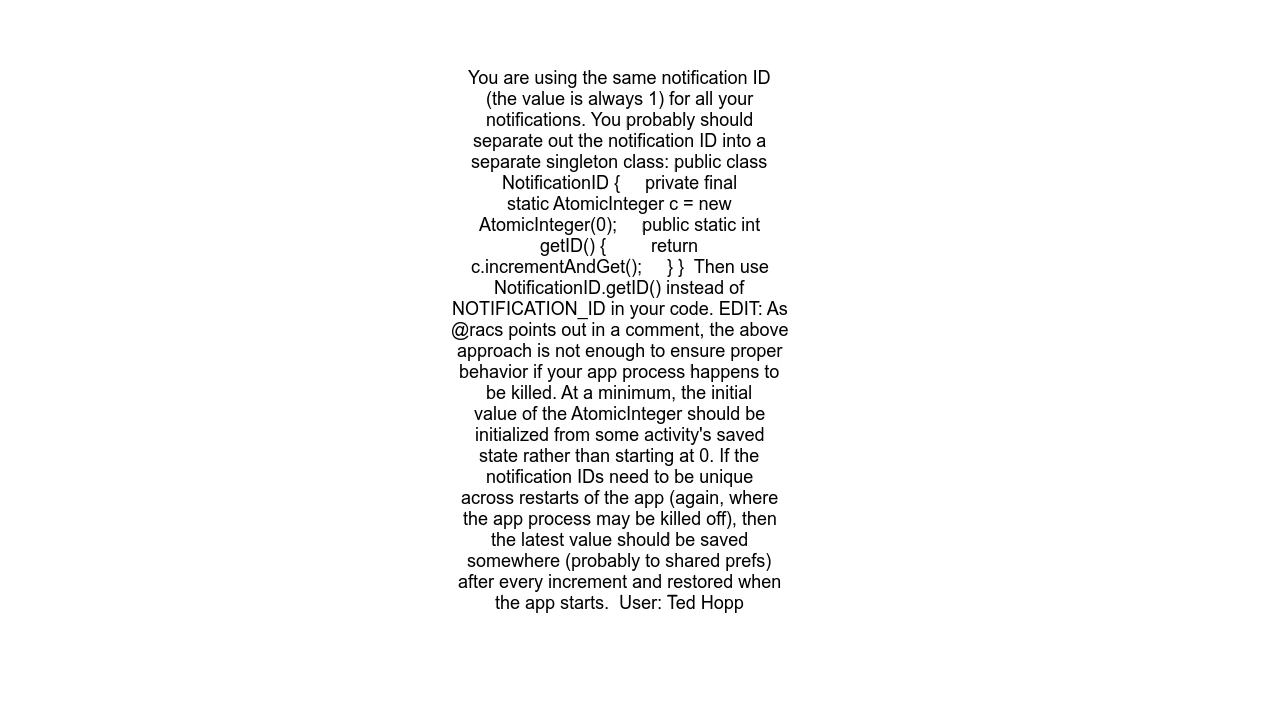 You are using the same notification ID
(the value is always 1) for all your
notifications. You probably should
separate out the notification ID into a
separate singleton class: public class
NotificationID {     private final
static AtomicInteger c = new
AtomicInteger(0);     public static int
getID() {         return
c.incrementAndGet();     } }  Then use
NotificationID.getID() instead of
NOTIFICATION_ID in your code. EDIT: As
@racs points out in a comment, the above
approach is not enough to ensure proper
behavior if your app process happens to
be killed. At a minimum, the initial
value of the AtomicInteger should be
initialized from some activity's saved
state rather than starting at 0. If the
notification IDs need to be unique
across restarts of the app (again, where
the app process may be killed off), then
the latest value should be saved
somewhere (probably to shared prefs)
after every increment and restored when
the app starts.  User: Ted Hopp